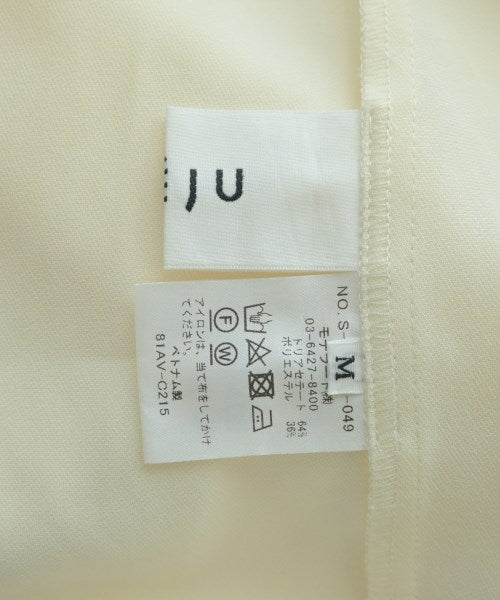 JU
NO. S-
-049
M
モデラート(株)
03-6427-8400
トリアセテート 64%
ポリエステル 36%
F W
アイロンは、当て布をしてかけ
てください。
ベトナム製
81AV-C215